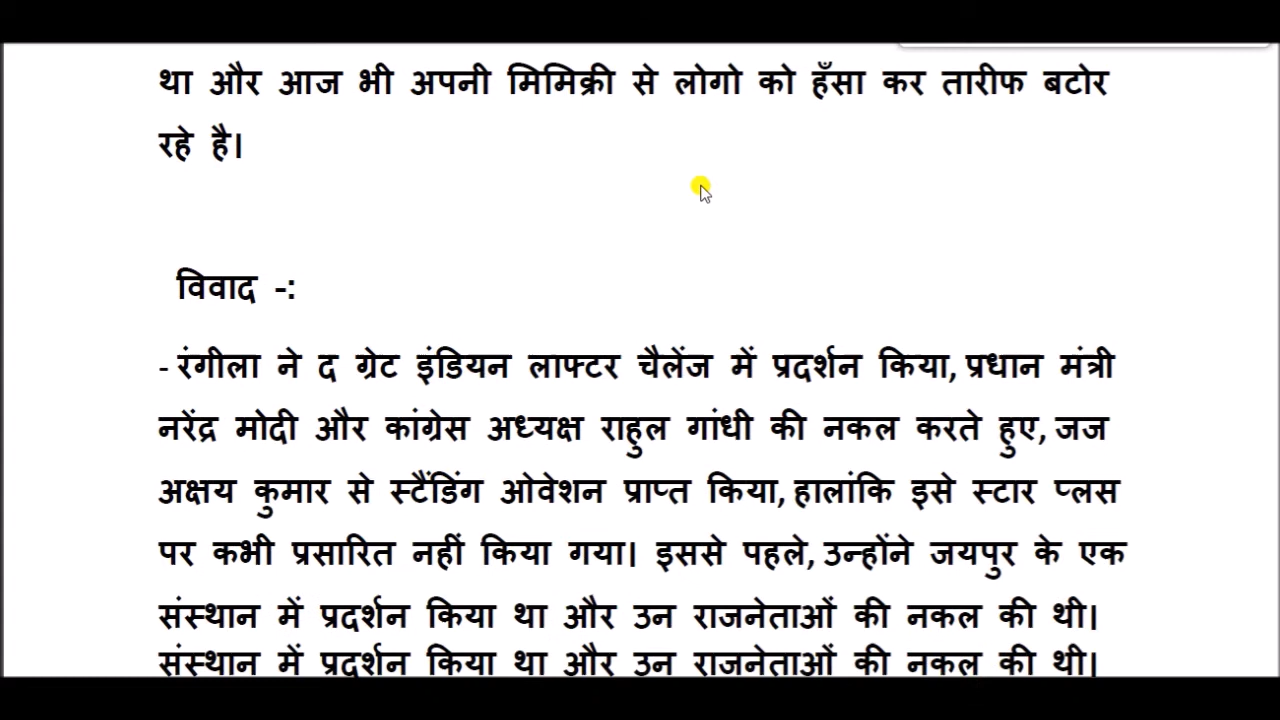 था और आज भी अपनी मिमिक्री से लोगो को हँसा कर तारीफ बटोर
रहे है।
विवाद -:
- रंगीला ने द ग्रेट इंडियन लाफ्टर चैलेंज में प्रदर्शन किया, प्रधान मंत्री
नरेंद्र मोदी और कांग्रेस अध्यक्ष राहुल गांधी की नकल करते हुए, जज
अक्षय कुमार से स्टैंडिंग ओवेशन प्राप्त किया, हालांकि इसे स्टार प्लस
पर कभी प्रसारित नहीं किया गया। इससे पहले, उन्होंने जयपुर के एक
संस्थान में प्रदर्शन किया था और उन राजनेताओं की नकल की थी।
संस्थान में प्रदर्शन किया था और उन राजनेताओं की नकल की थी।